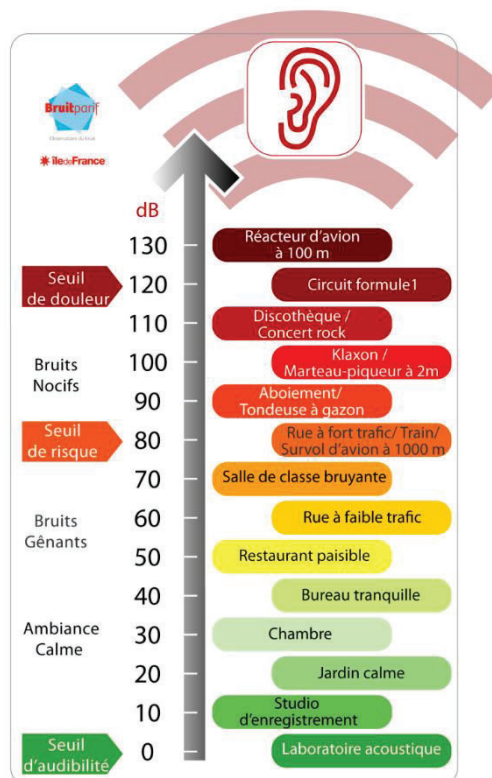 Bruitparif
Observatoire du bruit
île de France
dB
130
Réacteur d'avion
à 100 m
Seuil
de douleur
120
Circuit formule1
110
Discothèque /
Concert rock
Bruits
Nocifs
100
Klaxon /
Marteau-piqueur à 2m
90
Aboiement/
Tondeuse à gazon
Seuil
de risque
80
Rue à fort trafic/ Train/
Survol d'avion à 1000 m
70
Salle de classe bruyante
Bruits
Gênants
60
Rue à faible trafic
50
Restaurant paisible
40
Bureau tranquille
Ambiance
Calme
30
Chambre
20
Jardin calme
10
Studio
d'enregistrement
Seuil
d'audibilité
0
Laboratoire acoustique